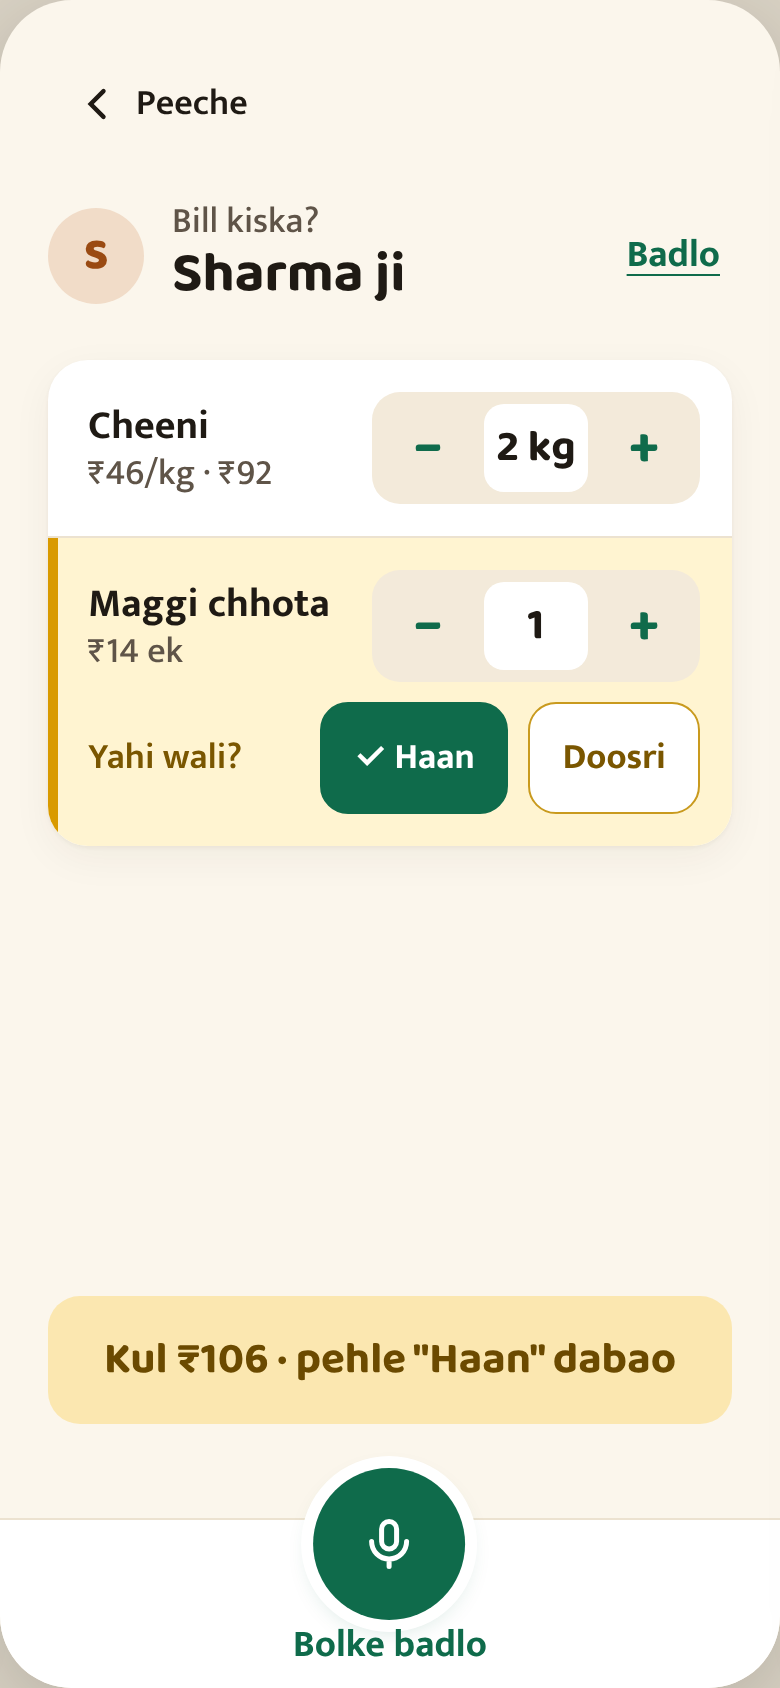 Peeche
S
Bill kiska?
Sharma ji
Badlo
Cheeni
₹46/kg · ₹92
− 2 kg +
Maggi chhota
₹14 ek
− 1 +
Yahi wali?
✓ Haan
Doosri
Kul ₹106 · pehle "Haan" dabao
Bolke badlo